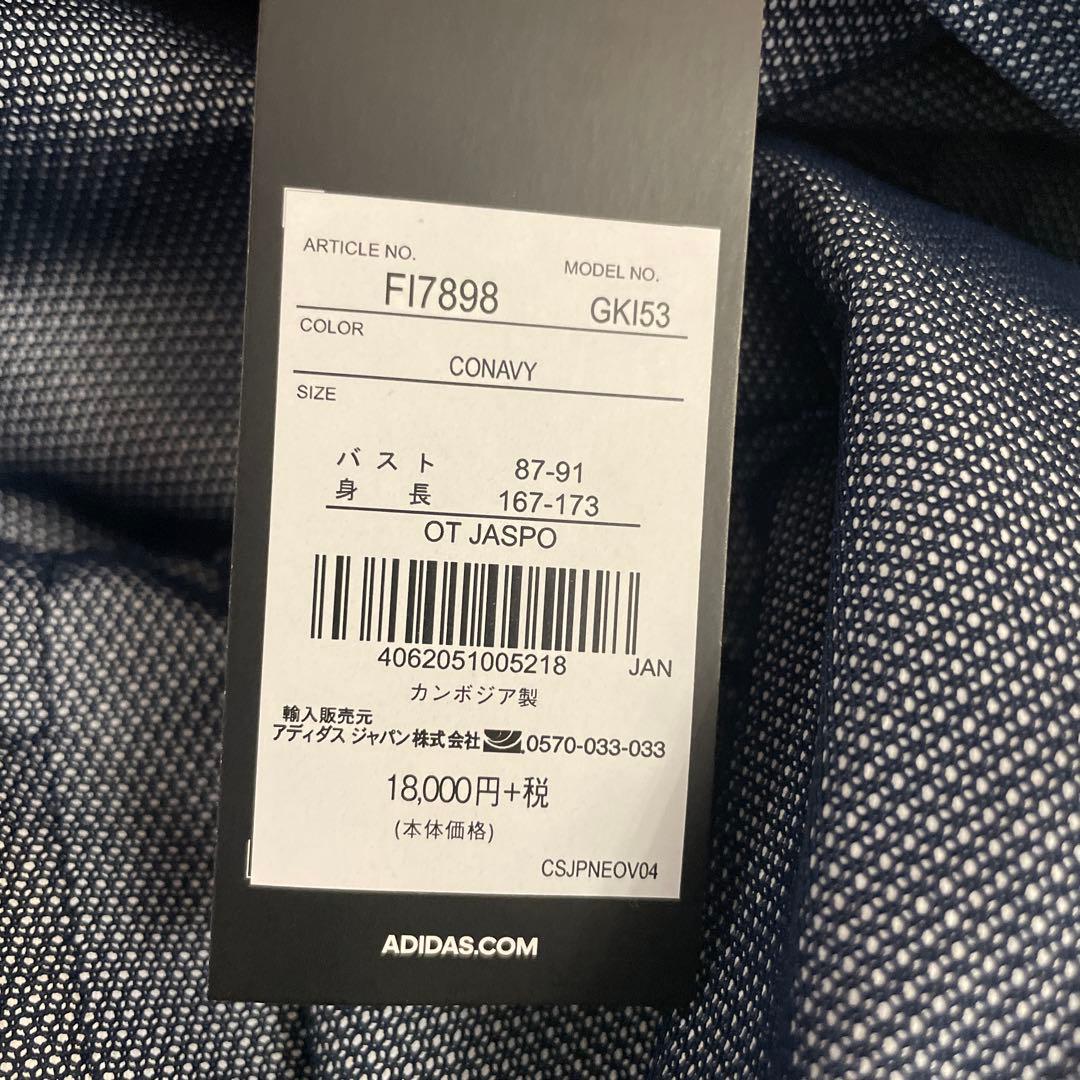 ARTICLE NO.
MODEL NO.
FI7898
GKI53
COLOR
CONAVY
SIZE
バスト 87-91
身長 167-173
OT JASPO
4062051005218 JAN
カンボジア製
輸入販売元
アディダス ジャパン株式会社 0570-033-033
18,000円+税
(本体価格)
CSJPNEOV04
ADIDAS.COM